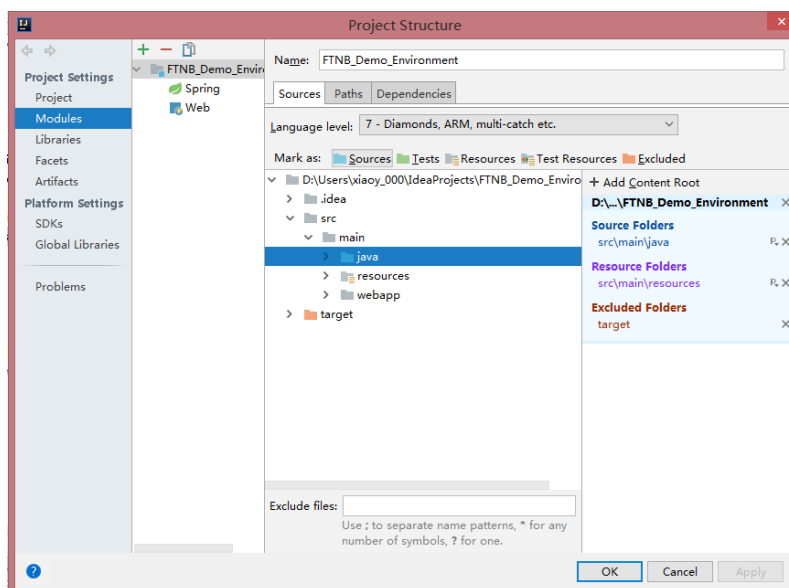 Project Structure
Project Settings
Project
Modules
Libraries
Facets
Artifacts
Platform Settings
SDKs
Global Libraries
Problems
FTNB_Demo_Envir
Spring
Web
Name: FTNB_Demo_Environment
Sources Paths Dependencies
Language level: 7 - Diamonds, ARM, multi-catch etc.
Mark as: Sources Tests Resources Test Resources Excluded
D:\Users\xiaoy_000\IdeaProjects\FTNB_Demo_Enviro
.idea
src
main
java
resources
webapp
target
+ Add Content Root
D:\...\FTNB_Demo_Environment
Source Folders
src\main\java
Resource Folders
src\main\resources
Excluded Folders
target
Exclude files:
Use ; to separate name patterns, * for any
number of symbols, ? for one.
OK Cancel Apply